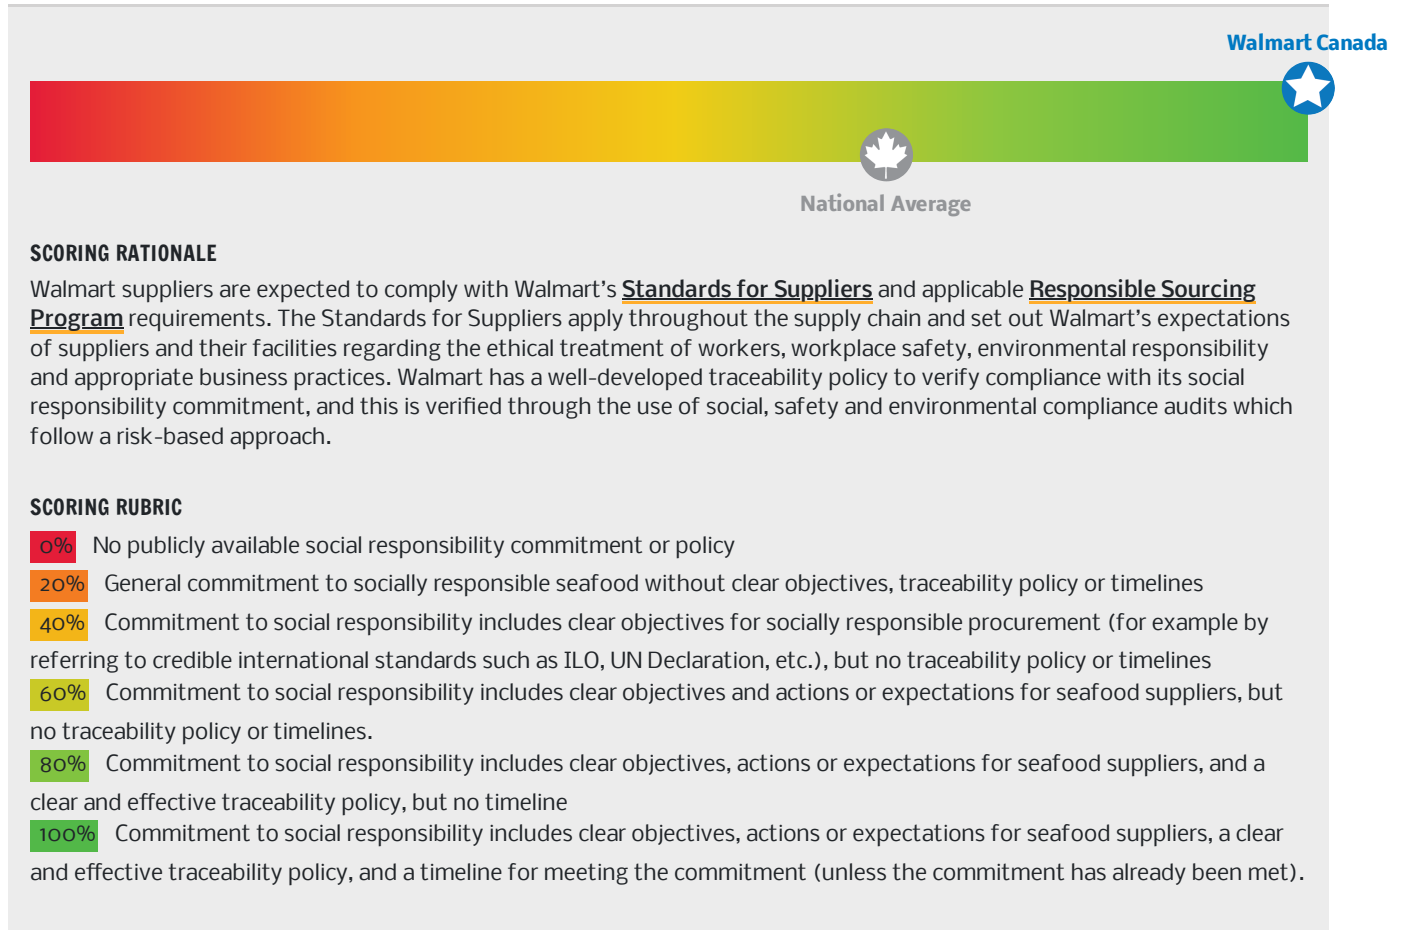 Walmart Canada
National Average
SCORING RATIONALE
Walmart suppliers are expected to comply with Walmart's Standards for Suppliers and applicable Responsible Sourcing
Program requirements. The Standards for Suppliers apply throughout the supply chain and set out Walmart's expectations
of suppliers and their facilities regarding the ethical treatment of workers, workplace safety, environmental responsibility
and appropriate business practices. Walmart has a well-developed traceability policy to verify compliance with its social
responsibility commitment, and this is verified through the use of social, safety and environmental compliance audits which
follow a risk-based approach.
SCORING RUBRIC
0% No publicly available social responsibility commitment or policy
20% General commitment to socially responsible seafood without clear objectives, traceability policy or timelines
40% Commitment to social responsibility includes clear objectives for socially responsible procurement (for example by
referring to credible international standards such as ILO, UN Declaration, etc.), but no traceability policy or timelines
60% Commitment to social responsibility includes clear objectives and actions or expectations for seafood suppliers, but
no traceability policy or timelines.
80% Commitment to social responsibility includes clear objectives, actions or expectations for seafood suppliers, and a
clear and effective traceability policy, but no timeline
100% Commitment to social responsibility includes clear objectives, actions or expectations for seafood suppliers, a clear
and effective traceability policy, and a timeline for meeting the commitment (unless the commitment has already been met).